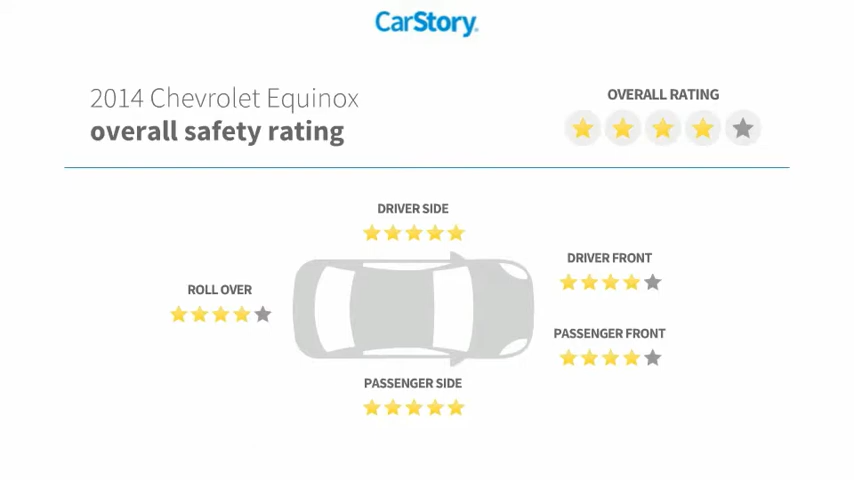 CarStory.
2014 Chevrolet Equinox
overall safety rating
OVERALL RATING
DRIVER SIDE
DRIVER FRONT
ROLL OVER
PASSENGER FRONT
PASSENGER SIDE